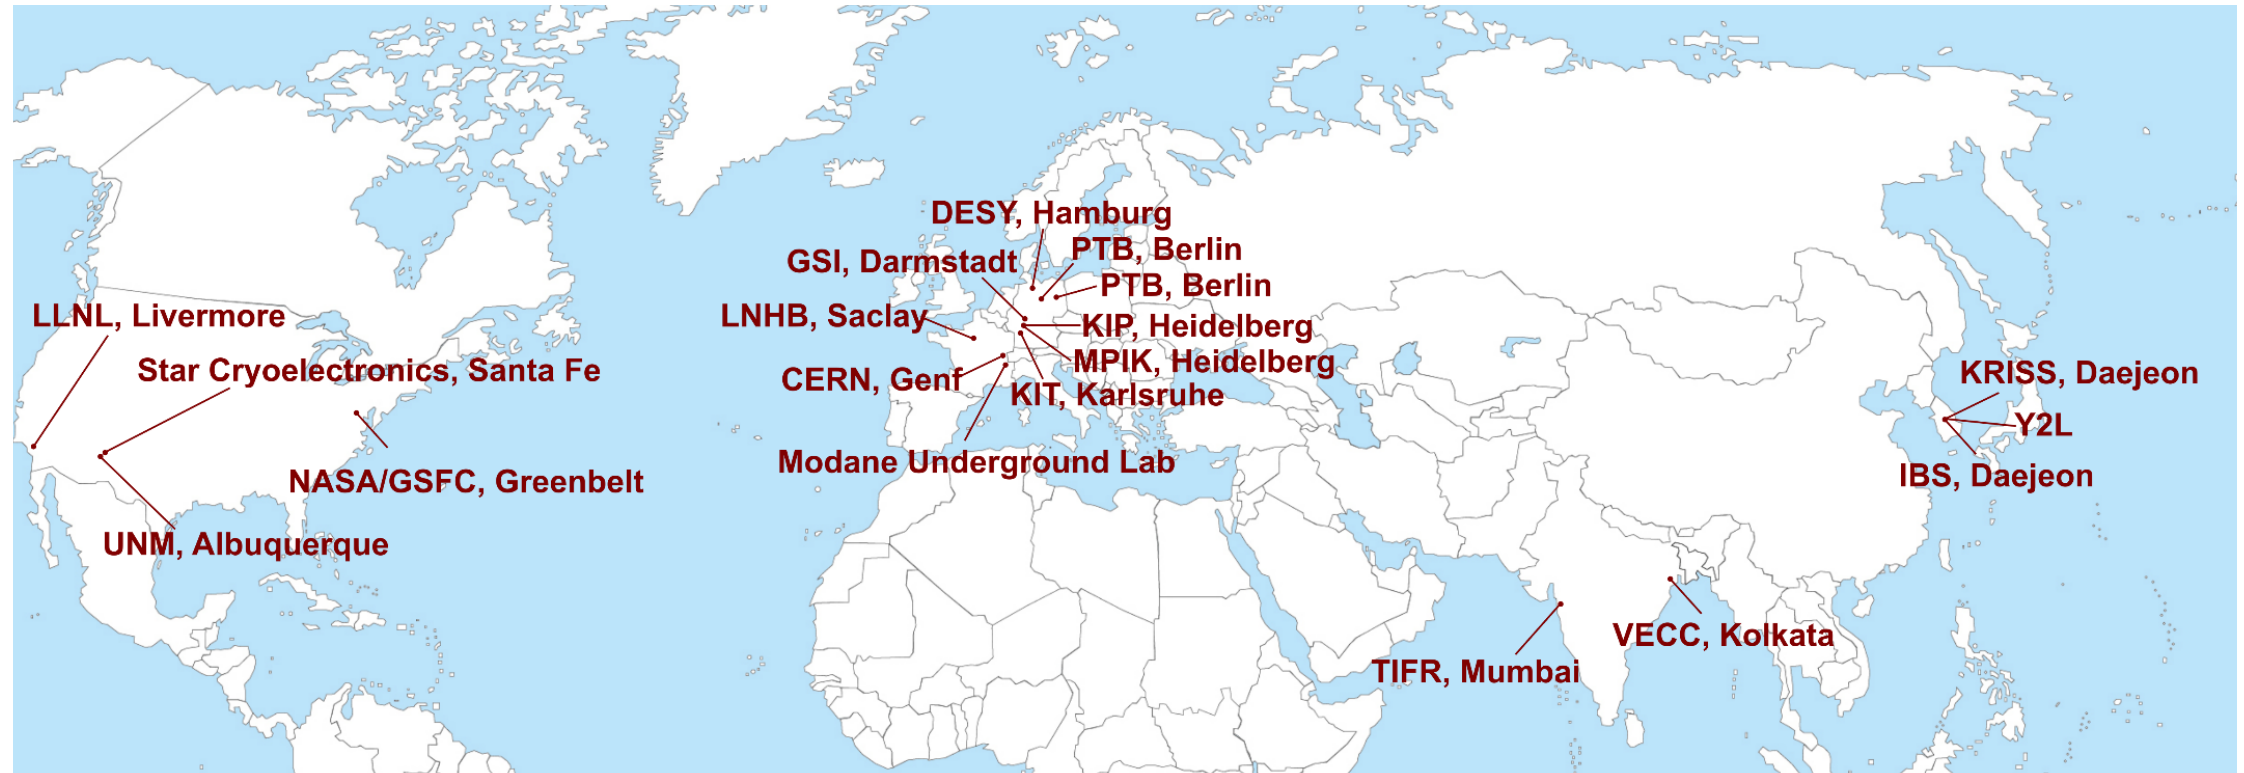 DESY, Hamburg
PTB, Berlin
GSI, Darmstadt
PTB, Berlin
LNHB, Saclay
KIP, Heidelberg
MPIK, Heidelberg
CERN, Genf
KIT, Karlsruhe
Modane Underground Lab
LLNL, Livermore
Star Cryoelectronics, Santa Fe
NASA/GSFC, Greenbelt
UNM, Albuquerque
KRISS, Daejeon
Y2L
IBS, Daejeon
VECC, Kolkata
TIFR, Mumbai